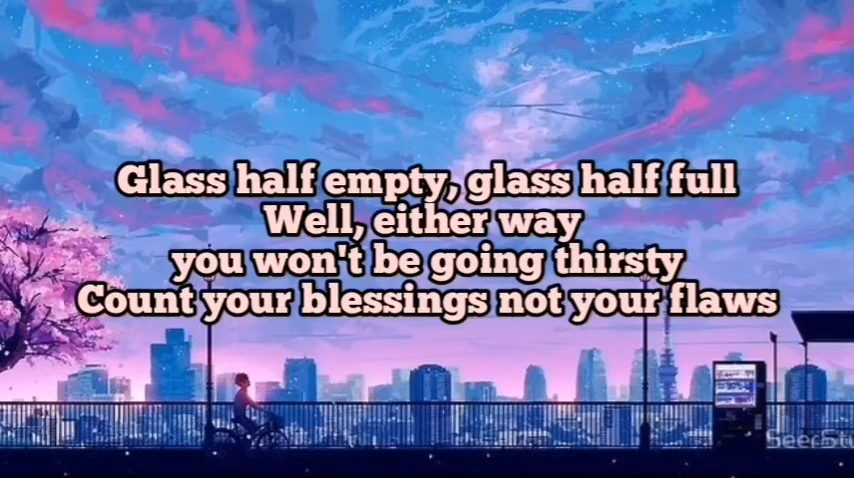 Glass half empty, glass half full
Well, either way
you won't be going thirsty
Count your blessings not your flaws